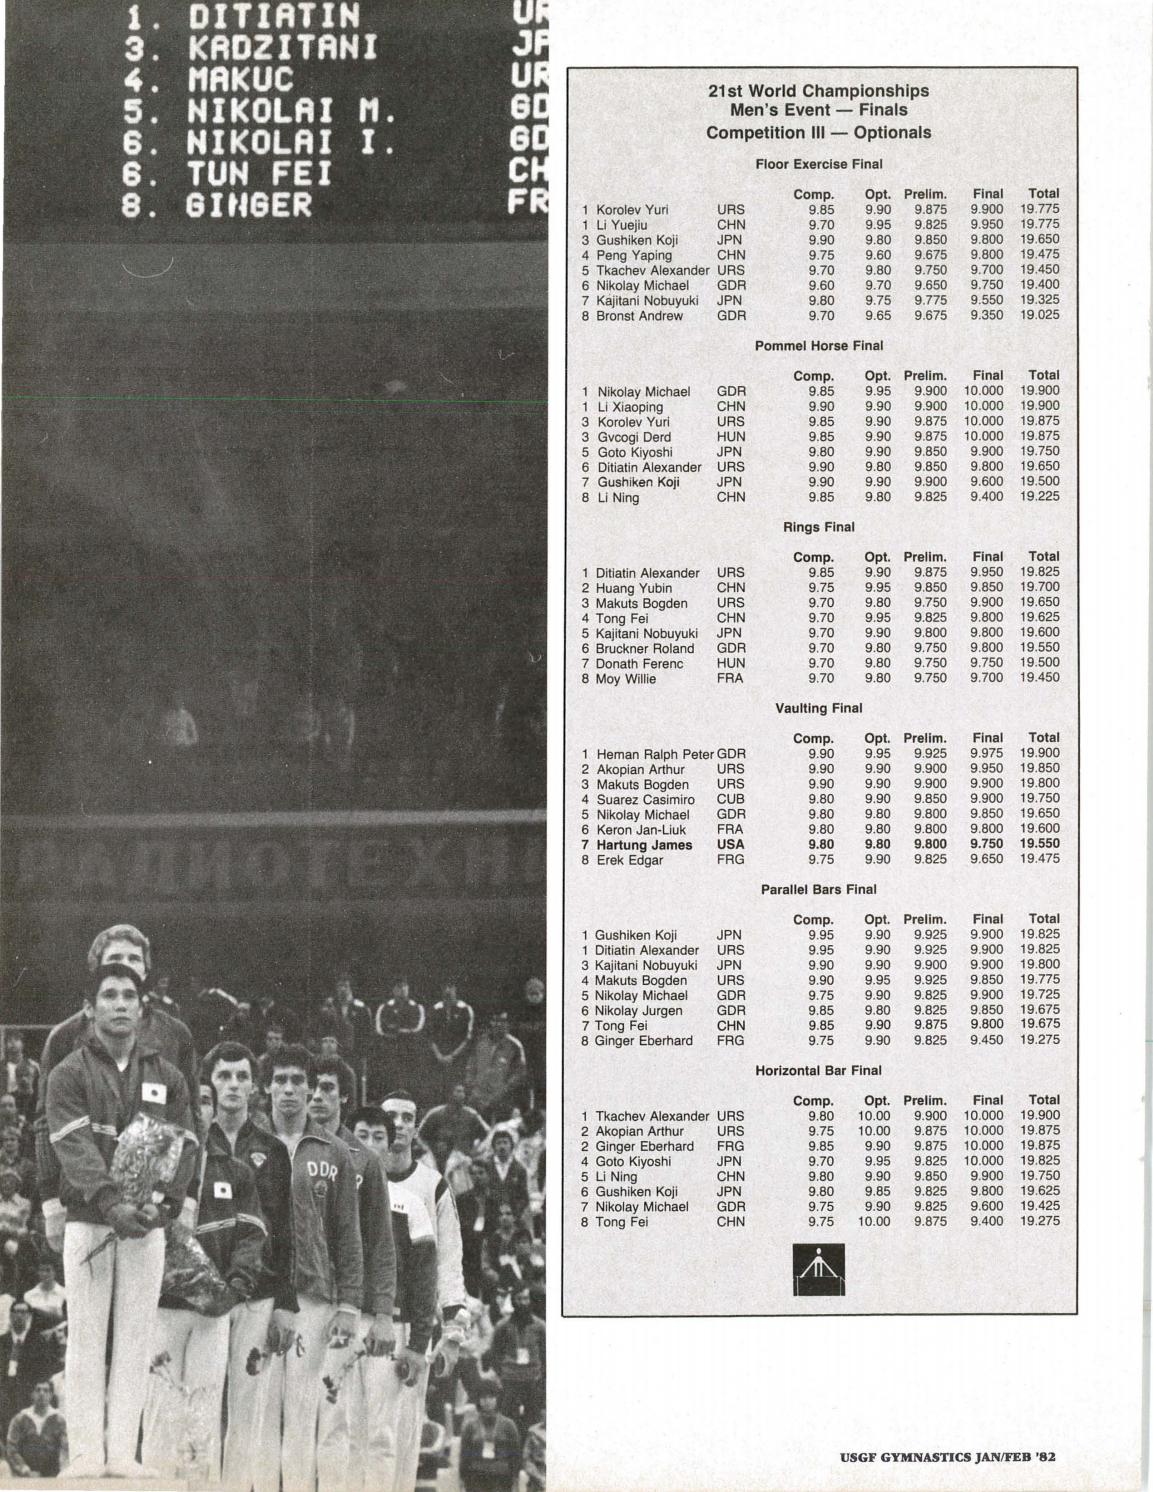 1. DITIATIN UR
3. KADZITANI JP
4. MAKUC UR
5. NIKOLAI M. GD
6. NIKOLAI I. GD
6. TUN FEI CH
8. GINGER FR
DDR
21st World Championships
Men's Event — Finals
Competition III — Optionals
Floor Exercise Final
Comp. Opt. Prelim. Final Total
1 Korolev Yuri URS 9.85 9.90 9.875 9.900 19.775
1 Li Yuejiu CHN 9.70 9.95 9.825 9.950 19.775
3 Gushiken Koji JPN 9.90 9.80 9.850 9.800 19.650
4 Peng Yaping CHN 9.75 9.60 9.675 9.800 19.475
5 Tkachev Alexander URS 9.70 9.80 9.750 9.700 19.450
6 Nikolay Michael GDR 9.60 9.70 9.650 9.750 19.400
7 Kajitani Nobuyuki JPN 9.80 9.75 9.775 9.550 19.325
8 Bronst Andrew GDR 9.70 9.65 9.675 9.350 19.025
Pommel Horse Final
Comp. Opt. Prelim. Final Total
1 Nikolay Michael GDR 9.85 9.95 9.900 10.000 19.900
1 Li Xiaoping CHN 9.90 9.90 9.900 10.000 19.900
3 Korolev Yuri URS 9.85 9.90 9.875 10.000 19.875
3 Gvcogi Derd HUN 9.85 9.90 9.875 10.000 19.875
5 Goto Kiyoshi JPN 9.80 9.90 9.850 9.900 19.750
6 Ditiatin Alexander URS 9.90 9.80 9.850 9.800 19.650
7 Gushiken Koji JPN 9.90 9.90 9.900 9.600 19.500
8 Li Ning CHN 9.85 9.80 9.825 9.400 19.225
Rings Final
Comp. Opt. Prelim. Final Total
1 Ditiatin Alexander URS 9.85 9.90 9.875 9.950 19.825
2 Huang Yubin CHN 9.75 9.95 9.850 9.850 19.700
3 Makuts Bogden URS 9.70 9.80 9.750 9.900 19.650
4 Tong Fei CHN 9.70 9.95 9.825 9.800 19.625
5 Kajitani Nobuyuki JPN 9.70 9.90 9.800 9.800 19.600
6 Bruckner Roland GDR 9.70 9.80 9.750 9.800 19.550
7 Donath Ferenc HUN 9.70 9.80 9.750 9.750 19.500
8 Moy Willie FRA 9.70 9.80 9.750 9.700 19.450
Vaulting Final
Comp. Opt. Prelim. Final Total
1 Heman Ralph Peter GDR 9.90 9.95 9.925 9.975 19.900
2 Akopian Arthur URS 9.90 9.90 9.900 9.950 19.850
3 Makuts Bogden URS 9.90 9.90 9.900 9.900 19.800
4 Suarez Casimiro CUB 9.80 9.90 9.850 9.900 19.750
5 Nikolay Michael GDR 9.80 9.80 9.800 9.850 19.650
6 Keron Jan-Liuk FRA 9.80 9.80 9.800 9.800 19.600
7 Hartung James USA 9.80 9.80 9.800 9.750 19.550
8 Erek Edgar FRG 9.75 9.90 9.825 9.650 19.475
Parallel Bars Final
Comp. Opt. Prelim. Final Total
1 Gushiken Koji JPN 9.95 9.90 9.925 9.900 19.825
1 Ditiatin Alexander URS 9.95 9.90 9.925 9.900 19.825
3 Kajitani Nobuyuki JPN 9.90 9.90 9.900 9.900 19.800
4 Makuts Bogden URS 9.90 9.95 9.925 9.850 19.775
5 Nikolay Michael GDR 9.75 9.90 9.825 9.900 19.725
6 Nikolay Jurgen GDR 9.85 9.80 9.825 9.850 19.675
7 Tong Fei CHN 9.85 9.90 9.875 9.800 19.675
8 Ginger Eberhard FRG 9.75 9.90 9.825 9.450 19.275
Horizontal Bar Final
Comp. Opt. Prelim. Final Total
1 Tkachev Alexander URS 9.80 10.00 9.900 10.000 19.900
2 Akopian Arthur URS 9.75 10.00 9.875 10.000 19.875
2 Ginger Eberhard FRG 9.85 9.90 9.875 10.000 19.875
4 Goto Kiyoshi JPN 9.70 9.95 9.825 10.000 19.825
5 Li Ning CHN 9.80 9.90 9.850 9.900 19.750
6 Gushiken Koji JPN 9.80 9.85 9.825 9.800 19.625
7 Nikolay Michael GDR 9.75 9.90 9.825 9.600 19.425
8 Tong Fei CHN 9.75 10.00 9.875 9.400 19.275
USGF GYMNASTICS JAN/FEB '82